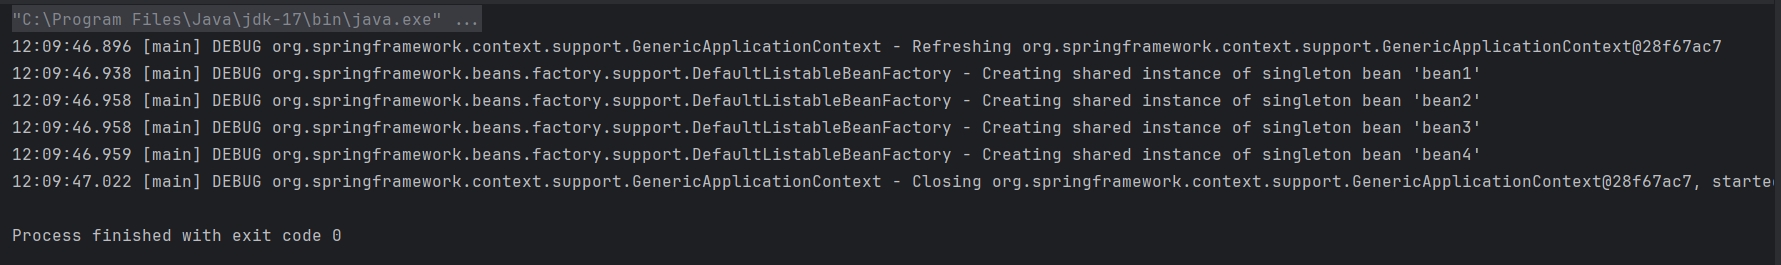 "C:\Program Files\Java\jdk-17\bin\java.exe" ...
12:09:46.896 [main] DEBUG org.springframework.context.support.GenericApplicationContext - Refreshing org.springframework.context.support.GenericApplicationContext@28f67ac7
12:09:46.938 [main] DEBUG org.springframework.beans.factory.support.DefaultListableBeanFactory - Creating shared instance of singleton bean 'bean1'
12:09:46.958 [main] DEBUG org.springframework.beans.factory.support.DefaultListableBeanFactory - Creating shared instance of singleton bean 'bean2'
12:09:46.958 [main] DEBUG org.springframework.beans.factory.support.DefaultListableBeanFactory - Creating shared instance of singleton bean 'bean3'
12:09:46.959 [main] DEBUG org.springframework.beans.factory.support.DefaultListableBeanFactory - Creating shared instance of singleton bean 'bean4'
12:09:47.022 [main] DEBUG org.springframework.context.support.GenericApplicationContext - Closing org.springframework.context.support.GenericApplicationContext@28f67ac7, started
Process finished with exit code 0